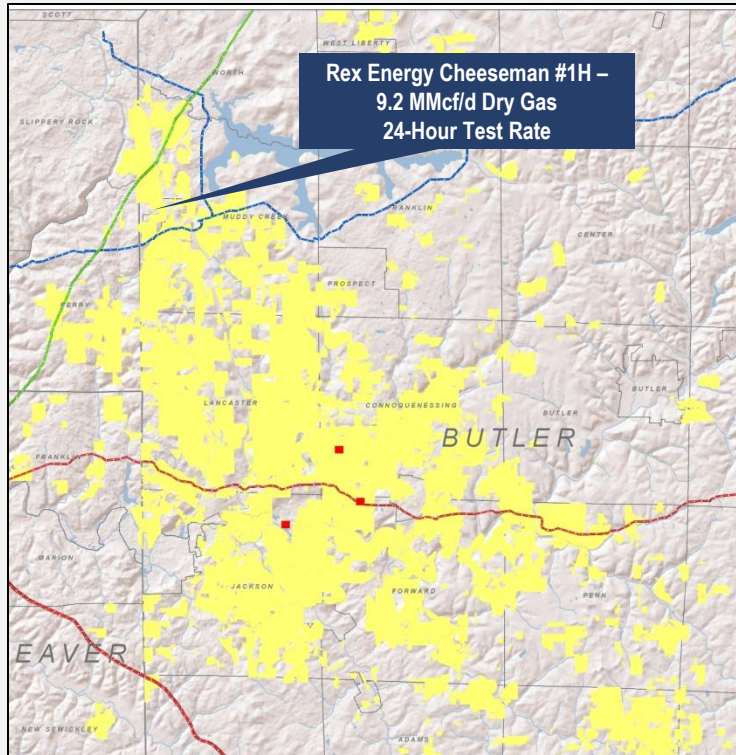 SCOTT
WEST LIBERTY
WORTH
Rex Energy Cheeseman #1H –
9.2 MMcf/d Dry Gas
24-Hour Test Rate
SLIPPERY ROCK
MUDDY CREEK
RANKLIN
CENTER
PROSPECT
PERRY
LANCASTER
CONNOQUENESSING
BUTLER
BUTLER
BUTLER
FRANKLIN
MARION
JACKSON
FORWARD
PENN
EAVER
NEW SEWICKLEY
ADAMS